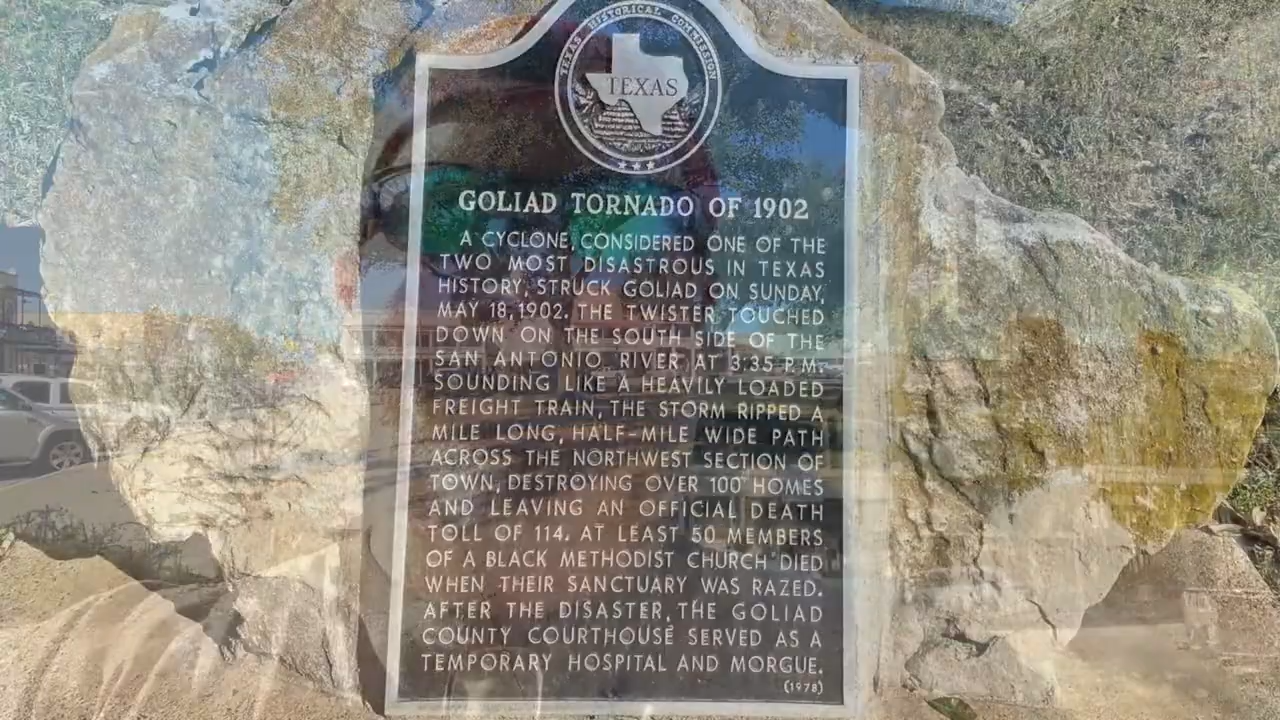 TEXAS HISTORICAL COMMISSION
TEXAS
GOLIAD TORNADO OF 1902
A CYCLONE, CONSIDERED ONE OF THE
TWO MOST DISASTROUS IN TEXAS
HISTORY, STRUCK GOLIAD ON SUNDAY,
MAY 18, 1902. THE TWISTER TOUCHED
DOWN ON THE SOUTH SIDE OF THE
SAN ANTONIO RIVER AT 3:35 P.M.
SOUNDING LIKE A HEAVILY LOADED
FREIGHT TRAIN, THE STORM RIPPED A
MILE LONG, HALF-MILE WIDE PATH
ACROSS THE NORTHWEST SECTION OF
TOWN, DESTROYING OVER 100 HOMES
AND LEAVING AN OFFICIAL DEATH
TOLL OF 114. AT LEAST 50 MEMBERS
OF A BLACK METHODIST CHURCH DIED
WHEN THEIR SANCTUARY WAS RAZED.
AFTER THE DISASTER, THE GOLIAD
COUNTY COURTHOUSE SERVED AS A
TEMPORARY HOSPITAL AND MORGUE.
(1978)